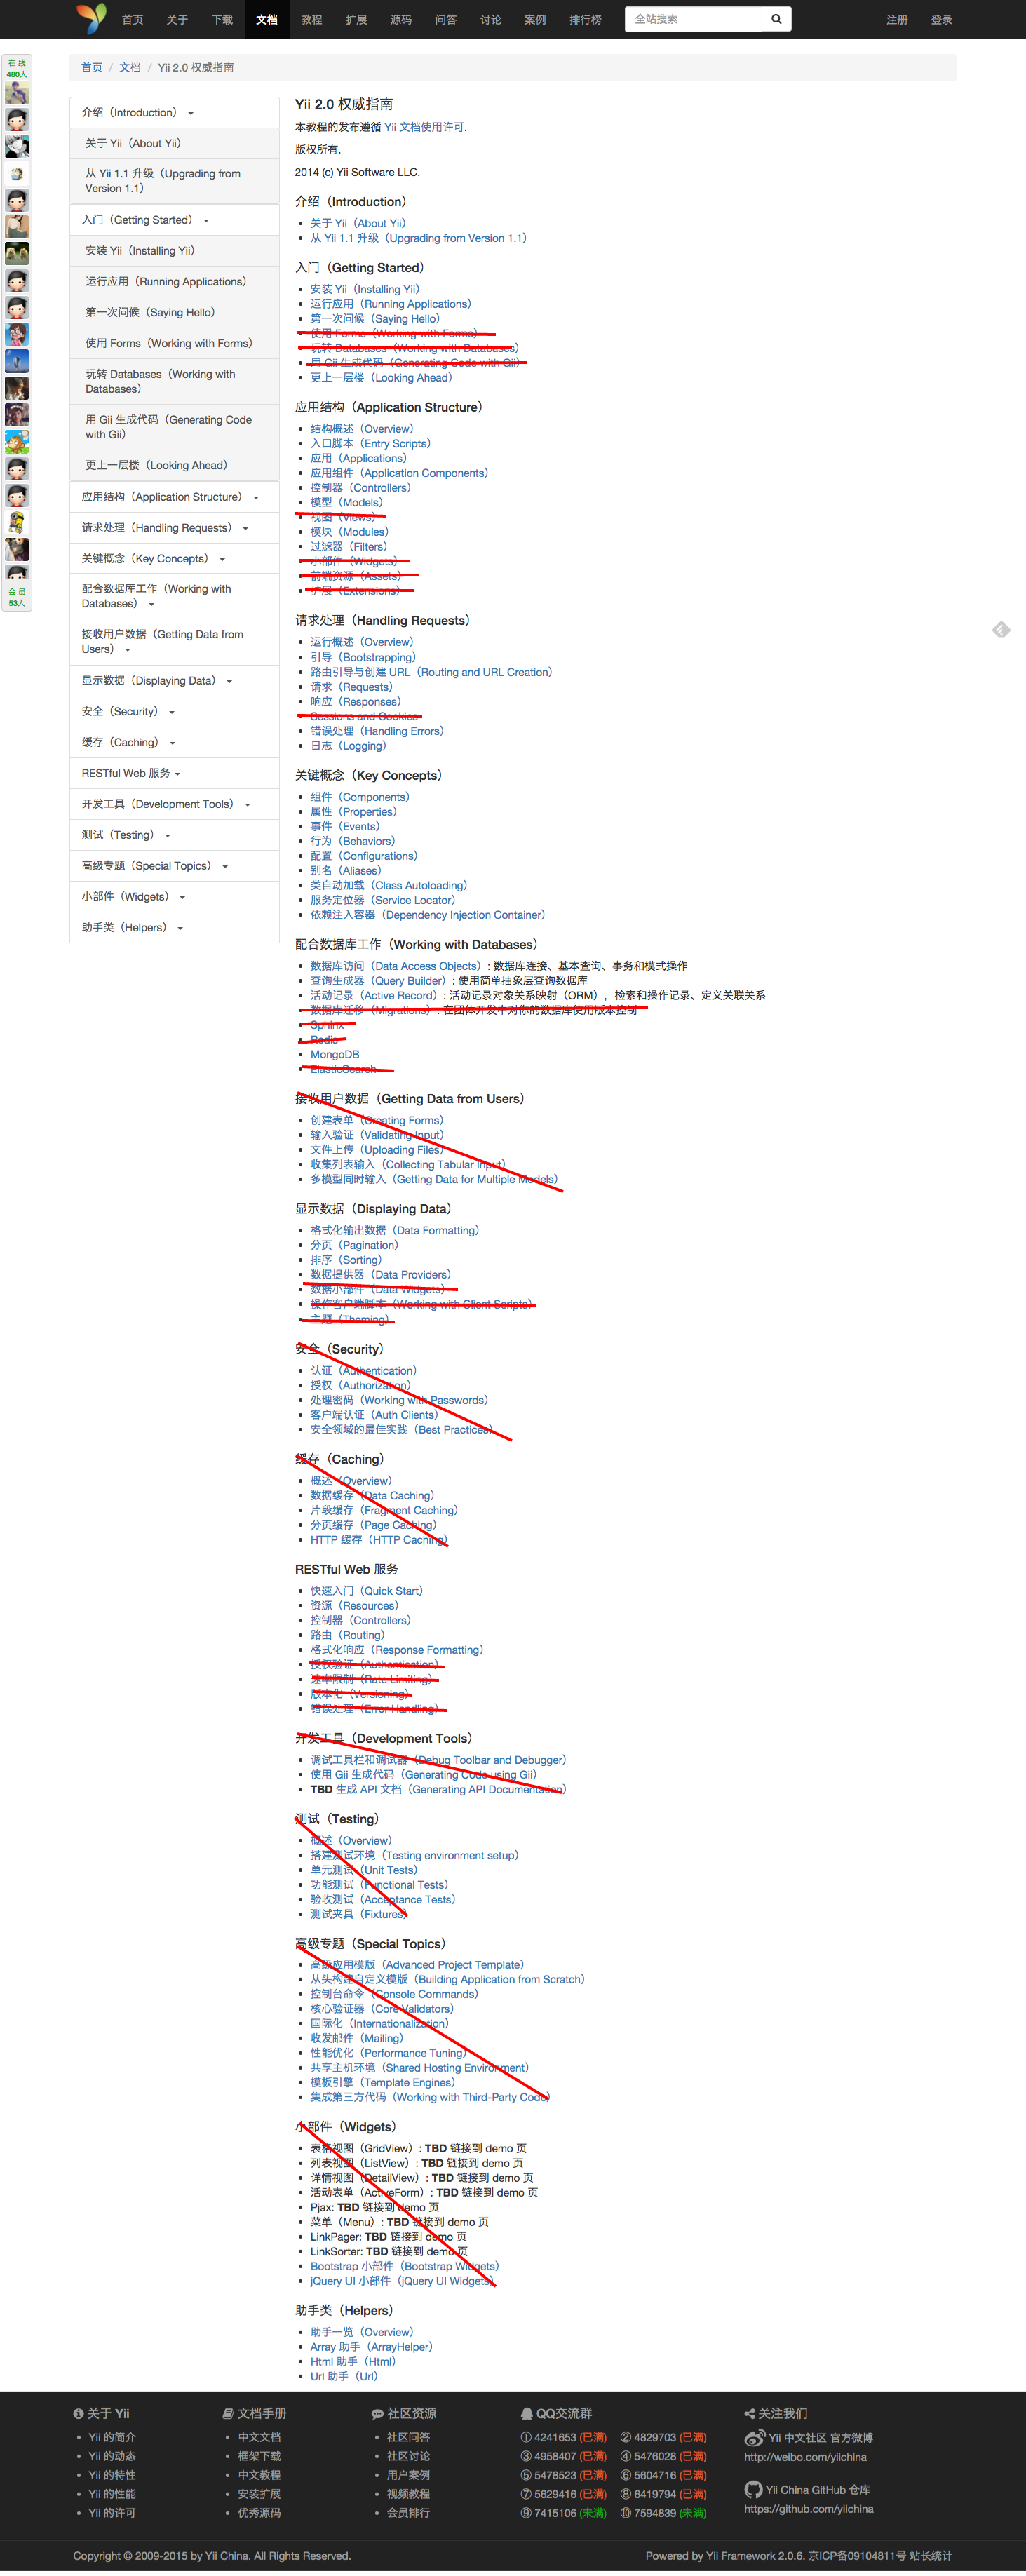 首页 关于 下载 文档 教程 扩展 源码 问答 讨论 案例 排行榜 全站搜索 注册 登录
在 线
480人
会 员
53人
首页 / 文档 / Yii 2.0 权威指南
介绍（Introduction）
关于 Yii（About Yii）
从 Yii 1.1 升级（Upgrading from
Version 1.1）
入门（Getting Started）
安装 Yii（Installing Yii）
运行应用（Running Applications）
第一次问候（Saying Hello）
使用 Forms（Working with Forms）
玩转 Databases（Working with
Databases）
用 Gii 生成代码（Generating Code
with Gii）
更上一层楼（Looking Ahead）
应用结构（Application Structure）
请求处理（Handling Requests）
关键概念（Key Concepts）
配合数据库工作（Working with
Databases）
接收用户数据（Getting Data from
Users）
显示数据（Displaying Data）
安全（Security）
缓存（Caching）
RESTful Web 服务
开发工具（Development Tools）
测试（Testing）
高级专题（Special Topics）
小部件（Widgets）
助手类（Helpers）
Yii 2.0 权威指南
本教程的发布遵循 Yii 文档使用许可.
版权所有.
2014 (c) Yii Software LLC.
介绍（Introduction）
关于 Yii（About Yii）
从 Yii 1.1 升级（Upgrading from Version 1.1）
入门（Getting Started）
安装 Yii（Installing Yii）
运行应用（Running Applications）
第一次问候（Saying Hello）
使用 Forms（Working with Forms）
玩转 Databases（Working with Databases）
用 Gii 生成代码（Generating Code with Gii）
更上一层楼（Looking Ahead）
应用结构（Application Structure）
结构概述（Overview）
入口脚本（Entry Scripts）
应用（Applications）
应用组件（Application Components）
控制器（Controllers）
模型（Models）
视图（Views）
模块（Modules）
过滤器（Filters）
小部件（Widgets）
前端资源（Assets）
扩展（Extensions）
请求处理（Handling Requests）
运行概述（Overview）
引导（Bootstrapping）
路由引导与创建 URL（Routing and URL Creation）
请求（Requests）
响应（Responses）
Sessions and Cookies
错误处理（Handling Errors）
日志（Logging）
关键概念（Key Concepts）
组件（Components）
属性（Properties）
事件（Events）
行为（Behaviors）
配置（Configurations）
别名（Aliases）
类自动加载（Class Autoloading）
服务定位器（Service Locator）
依赖注入容器（Dependency Injection Container）
配合数据库工作（Working with Databases）
数据库访问（Data Access Objects）: 数据库连接、基本查询、事务和模式操作
查询生成器（Query Builder）: 使用简单抽象层查询数据库
活动记录（Active Record）: 活动记录对象关系映射（ORM），检索和操作记录、定义关联关系
数据库迁移（Migrations）: 在团体开发中对你的数据库使用版本控制
Sphinx
Redis
MongoDB
ElasticSearch
接收用户数据（Getting Data from Users）
创建表单（Creating Forms）
输入验证（Validating Input）
文件上传（Uploading Files）
收集列表输入（Collecting Tabular Input）
多模型同时输入（Getting Data for Multiple Models）
显示数据（Displaying Data）
格式化输出数据（Data Formatting）
分页（Pagination）
排序（Sorting）
数据提供器（Data Providers）
数据小部件（Data Widgets）
操作客户端脚本（Working with Client Scripts）
主题（Theming）
安全（Security）
认证（Authentication）
授权（Authorization）
处理密码（Working with Passwords）
客户端认证（Auth Clients）
安全领域的最佳实践（Best Practices）
缓存（Caching）
概述（Overview）
数据缓存（Data Caching）
片段缓存（Fragment Caching）
分页缓存（Page Caching）
HTTP 缓存（HTTP Caching）
RESTful Web 服务
快速入门（Quick Start）
资源（Resources）
控制器（Controllers）
路由（Routing）
格式化响应（Response Formatting）
授权验证（Authentication）
速率限制（Rate Limiting）
版本化（Versioning）
错误处理（Error Handling）
开发工具（Development Tools）
调试工具栏和调试器（Debug Toolbar and Debugger）
使用 Gii 生成代码（Generating Code using Gii）
TBD 生成 API 文档（Generating API Documentation）
测试（Testing）
概述（Overview）
搭建测试环境（Testing environment setup）
单元测试（Unit Tests）
功能测试（Functional Tests）
验收测试（Acceptance Tests）
测试夹具（Fixtures）
高级专题（Special Topics）
高级应用模版（Advanced Project Template）
从头构建自定义模版（Building Application from Scratch）
控制台命令（Console Commands）
核心验证器（Core Validators）
国际化（Internationalization）
收发邮件（Mailing）
性能优化（Performance Tuning）
共享主机环境（Shared Hosting Environment）
模板引擎（Template Engines）
集成第三方代码（Working with Third-Party Code）
小部件（Widgets）
表格视图（GridView）: TBD 链接到 demo 页
列表视图（ListView）: TBD 链接到 demo 页
详情视图（DetailView）: TBD 链接到 demo 页
活动表单（ActiveForm）: TBD 链接到 demo 页
Pjax: TBD 链接到 demo 页
菜单（Menu）: TBD 链接到 demo 页
LinkPager: TBD 链接到 demo 页
LinkSorter: TBD 链接到 demo 页
Bootstrap 小部件（Bootstrap Widgets）
jQuery UI 小部件（jQuery UI Widgets）
助手类（Helpers）
助手一览（Overview）
Array 助手（ArrayHelper）
Html 助手（Html）
Url 助手（Url）
关于 Yii
Yii 的简介
Yii 的动态
Yii 的特性
Yii 的性能
Yii 的许可
文档手册
中文文档
框架下载
中文教程
安装扩展
优秀源码
社区资源
社区问答
社区讨论
用户案例
视频教程
会员排行
QQ交流群
① 4241653 (已满) ② 4829703 (已满)
③ 4958407 (已满) ④ 5476028 (已满)
⑤ 5478523 (已满) ⑥ 5604716 (已满)
⑦ 5629416 (已满) ⑧ 6419794 (已满)
⑨ 7415106 (未满) ⑩ 7594839 (未满)
关注我们
Yii 中文社区 官方微博
http://weibo.com/yiichina
Yii China GitHub 仓库
https://github.com/yiichina
Copyright © 2009-2015 by Yii China. All Rights Reserved.
Powered by Yii Framework 2.0.6. 京ICP备09104811号 站长统计